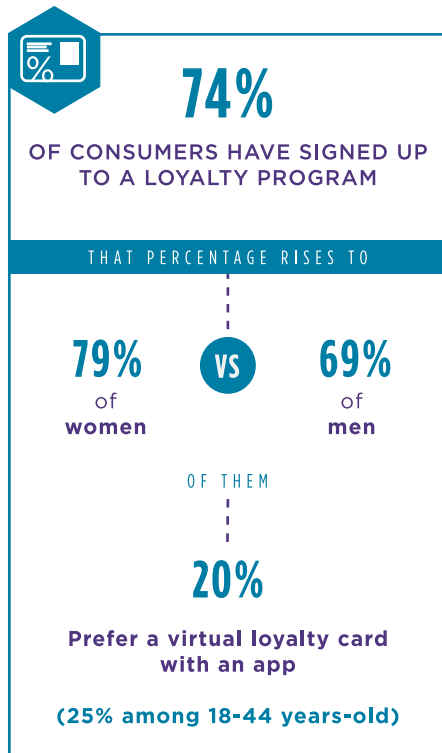 %
74%
OF CONSUMERS HAVE SIGNED UP
TO A LOYALTY PROGRAM
THAT PERCENTAGE RISES TO
79%
of
women
VS
69%
of
men
OF THEM
20%
Prefer a virtual loyalty card
with an app
(25% among 18-44 years-old)